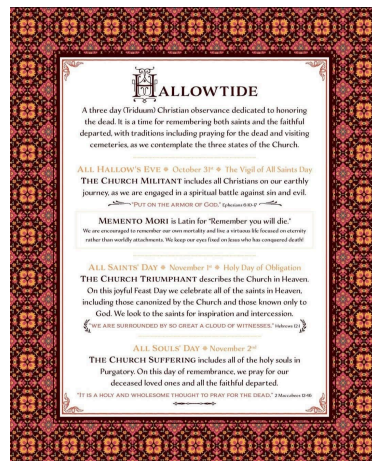 HALLOWTIDE
A three day (Triduum) Christian observance dedicated to honoring
the dead. It is a time for remembering both saints and the faithful
departed, with traditions including praying for the dead and visiting
cemeteries, as we contemplate the three states of the Church.
ALL HALLOW'S EVE October 31st The Vigil of All Saints Day
THE CHURCH MILITANT includes all Christians on our earthly
journey, as we are engaged in a spiritual battle against sin and evil.
"PUT ON THE ARMOR OF GOD." Ephesians 6:10-17
MEMENTO MORI is Latin for "Remember you will die."
We are encouraged to remember our own mortality and live a virtuous life focused on eternity
rather than worldly attachments. We keep our eyes fixed on Jesus who has conquered death!
ALL SAINTS' DAY November 1st Holy Day of Obligation
THE CHURCH TRIUMPHANT describes the Church in Heaven.
On this joyful Feast Day we celebrate all of the saints in Heaven,
including those canonized by the Church and those known only to
God. We look to the saints for inspiration and intercession.
"WE ARE SURROUNDED BY SO GREAT A CLOUD OF WITNESSES." Hebrews 12:1
ALL SOULS' DAY November 2nd
THE CHURCH SUFFERING includes all of the holy souls in
Purgatory. On this day of remembrance, we pray for our
deceased loved ones and all the faithful departed.
"IT IS A HOLY AND WHOLESOME THOUGHT TO PRAY FOR THE DEAD." 2 Maccabees 12:46